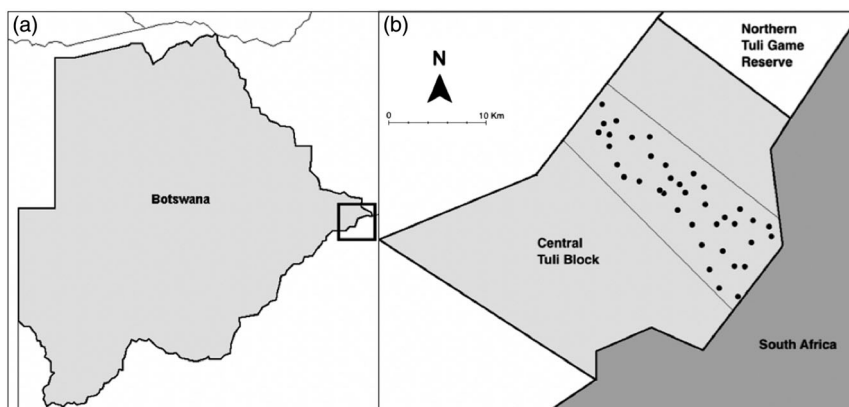 (a)
Botswana
(b)
N
0 10 Km
Northern
Tuli Game
Reserve
Central
Tuli Block
South Africa